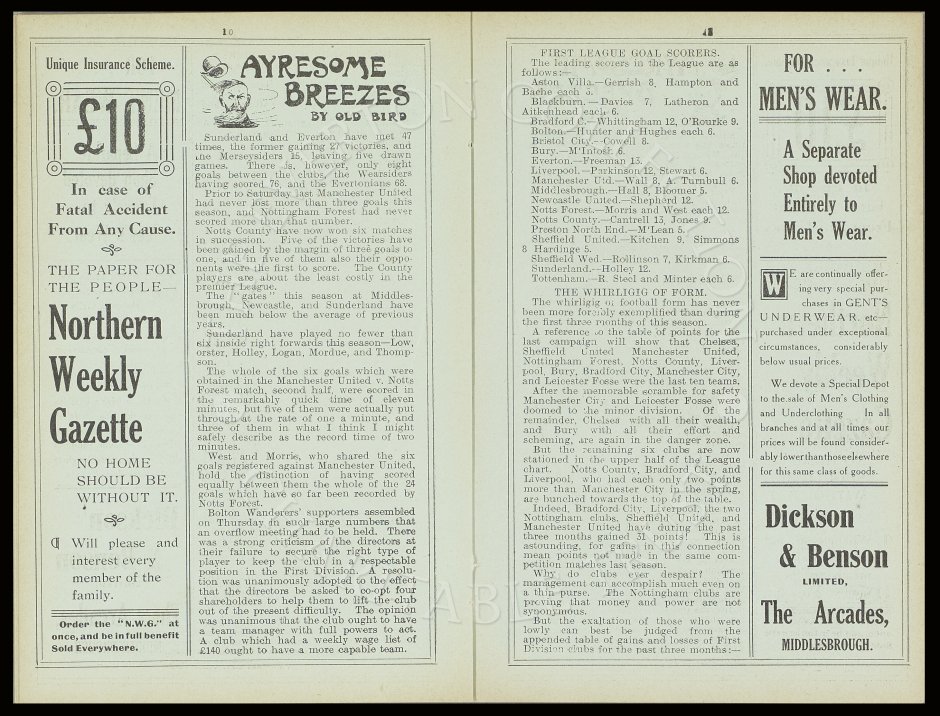 10
Unique Insurance Scheme.
£10
In case of
Fatal Accident
From Any Cause.
THE PAPER FOR
THE PEOPLE—
Northern
Weekly
Gazette
NO HOME
SHOULD BE
WITHOUT IT.
¶ Will please and
interest every
member of the
family.
Order the "N.W.G." at
once, and be in full benefit
Sold Everywhere.
AYRESOME
BREEZES
BY OLD BIRD
Sunderland and Everton have met 47
times, the former gaining 27 victories, and
the Merseysiders 15, leaving five drawn
games. There is, however, only eight
goals between the clubs, the Wearsiders
having scored 76, and the Evertonians 68.
Prior to Saturday last Manchester United
had never lost more than three goals this
season, and Nottingham Forest had never
scored more than that number.
Notts County have now won six matches
in succession. Five of the victories have
been gained by the margin of three goals to
one, and in five of them also their oppo-
nents were the first to score. The County
players are about the least costly in the
premier League.
The "gates" this season at Middles-
brough, Newcastle, and Sunderland have
been much below the average of previous
years.
Sunderland have played no fewer than
six inside right forwards this season—Low,
orster, Holley, Logan, Mordue, and Thomp-
son.
The whole of the six goals which were
obtained in the Manchester United v. Notts
Forest match, second half, were scored in
the remarkably quick time of eleven
minutes, but five of them were actually put
through at the rate of one a minute, and
three of them in what I think I might
safely describe as the record time of two
minutes.
West and Morris, who shared the six
goals registered against Manchester United,
hold the distinction of having scored
equally between them the whole of the 24
goals which have so far been recorded by
Notts Forest.
Bolton Wanderers' supporters assembled
on Thursday in such large numbers that
an overflow meeting had to be held. There
was a strong criticism of the directors at
their failure to secure the right type of
player to keep the club in a respectable
position in the First Division. A resolu-
tion was unanimously adopted to the effect
that the directors be asked to co-opt four
shareholders to help them to lift the club
out of the present difficulty. The opinion
was unanimous that the club ought to have
a team manager with full powers to act.
A club which had a weekly wage list of
£140 ought to have a more capable team.
FIRST LEAGUE GOAL SCORERS.
The leading scorers in the League are as
follows:—
Aston Villa.—Gerrish 8, Hampton and
Bache each 5.
Blackburn.—Davies 7, Latheron and
Aitkenhead each 6.
Bradford C.—Whittingham 12, O'Rourke 9.
Bolton.—Hunter and Hughes each 6.
Bristol City.—Cowell 8.
Bury.—M'Intosh 6.
Everton.—Freeman 13.
Liverpool.—Parkinson 12, Stewart 6.
Manchester Utd.—Wall 8, A. Turnbull 6.
Middlesbrough.—Hall 8, Bloomer 5.
Newcastle United.—Shepherd 12.
Notts Forest.—Morris and West each 12.
Notts County.—Cantrell 15, Jones 9.
Preston North End.—M'Lean 5.
Sheffield United.—Kitchen 9, Simmons
8 Hardinge 5.
Sheffield Wed.—Rollinson 7, Kirkman 6.
Sunderland.—Holley 12.
Tottenham.—R. Steel and Minter each 6.
THE WHIRLIGIG OF FORM.
The whirligig of football form has never
been more forcibly exemplified than during
the first three months of this season.
A reference to the table of points for the
last campaign will show that Chelsea,
Sheffield United Manchester United,
Nottingham Forest, Notts County, Liver-
pool, Bury, Bradford City, Manchester City,
and Leicester Fosse were the last ten teams.
After the memorable scramble for safety
Manchester City and Leicester Fosse were
doomed to the minor division. Of the
remainder, Chelsea with all their wealth,
and Bury with all their effort and
scheming, are again in the danger zone.
But the remaining six clubs are now
stationed in the upper half of the League
chart. Notts County, Bradford City, and
Liverpool, who had each only two points
more than Manchester City in the spring,
are bunched towards the top of the table.
Indeed, Bradford City, Liverpool, the two
Nottingham clubs, Sheffield United, and
Manchester United have during the past
three months gained 31 points! This is
astounding, for gains in this connection
mean points not made in the same com-
petition matches last season.
Why do clubs ever despair? The
management can accomplish much even on
a thin purse. The Nottingham clubs are
proving that money and power are not
synonymous.
But the exaltation of those who were
lowly can best be judged from the
appended table of gains and losses of First
Division clubs for the past three months:—
FOR . . .
MEN'S WEAR.
A Separate
Shop devoted
Entirely to
Men's Wear.
WE are continually offer-
ing very special pur-
chases in GENT'S
UNDERWEAR, etc—
purchased under exceptional
circumstances, considerably
below usual prices.
We devote a Special Depot
to the sale of Men's Clothing
and Underclothing In all
branches and at all times our
prices will be found consider-
ably lower than those elsewhere
for this same class of goods.
Dickson
& Benson
LIMITED,
The Arcades,
MIDDLESBROUGH.